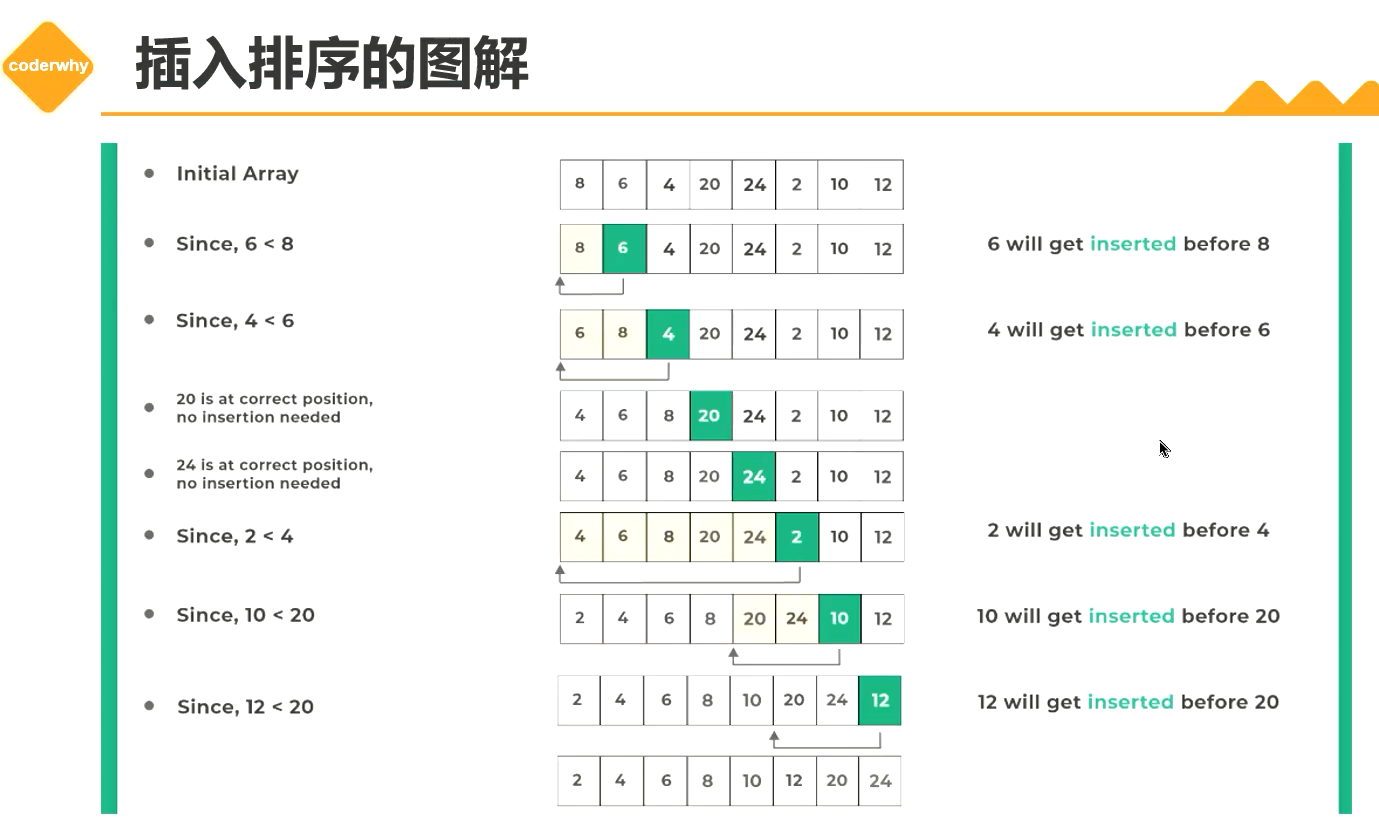 coderwhy
插入排序的图解
Initial Array
8 6 4 20 24 2 10 12
Since, 6 < 8
8 6 4 20 24 2 10 12
6 will get inserted before 8
Since, 4 < 6
6 8 4 20 24 2 10 12
4 will get inserted before 6
20 is at correct position,
no insertion needed
4 6 8 20 24 2 10 12
24 is at correct position,
no insertion needed
4 6 8 20 24 2 10 12
Since, 2 < 4
4 6 8 20 24 2 10 12
2 will get inserted before 4
Since, 10 < 20
2 4 6 8 20 24 10 12
10 will get inserted before 20
Since, 12 < 20
2 4 6 8 10 20 24 12
12 will get inserted before 20
2 4 6 8 10 12 20 24